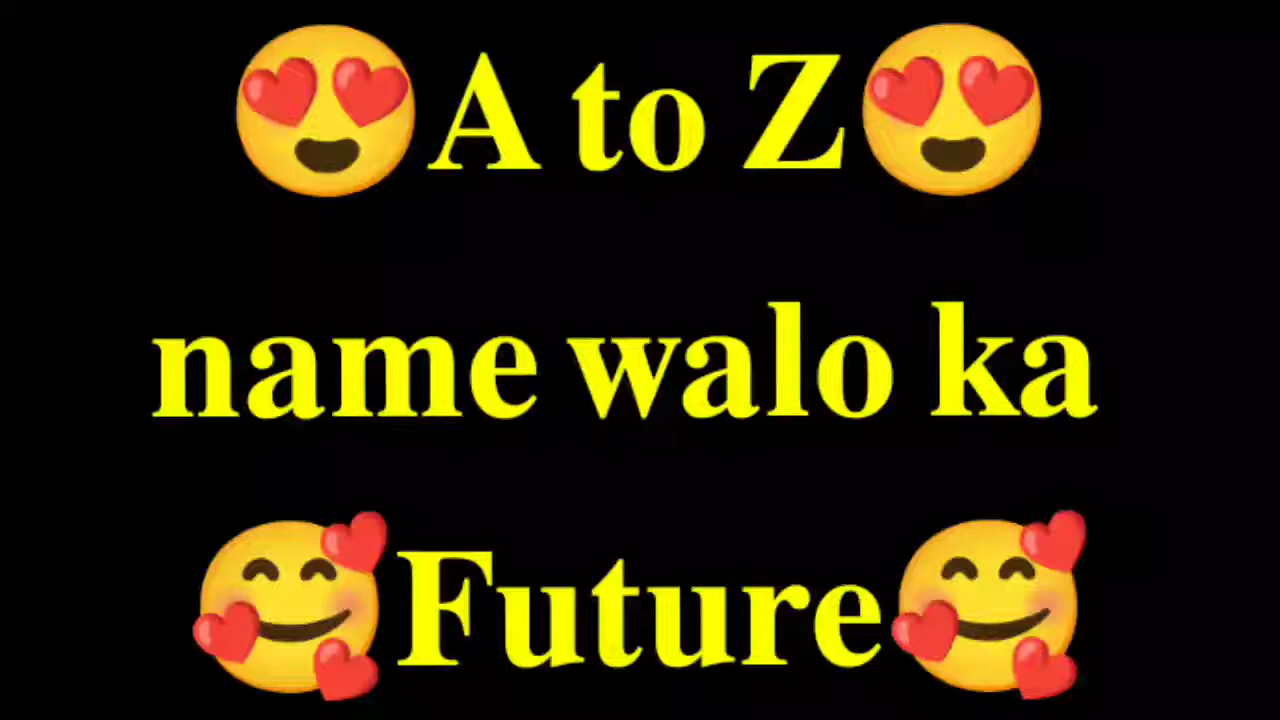 😍A to Z😍
name walo ka
🥰Future🥰